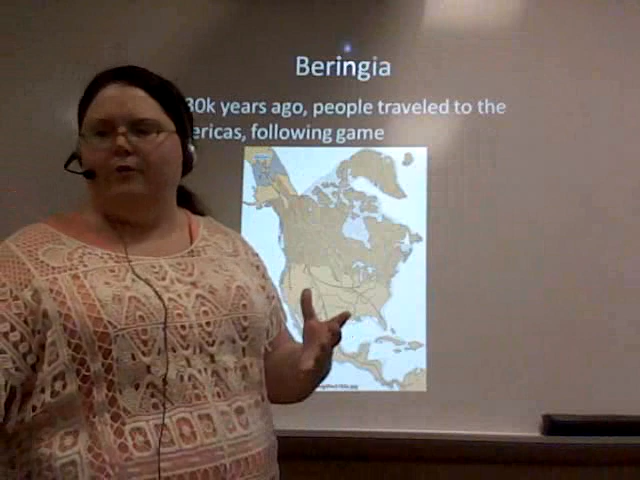 Beringia
30k years ago, people traveled to the
ericas, following game